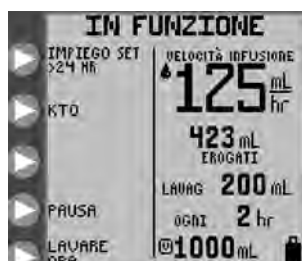 IN FUNZIONE
IMPIEGO SET
>24 HR
KTO
PAUSA
LAVARE
ORA
VELOCITÀ INFUSIONE
125 mL
hr
423 mL
EROGATI
LAVAG 200 mL
OGNI 2 hr
1000 mL